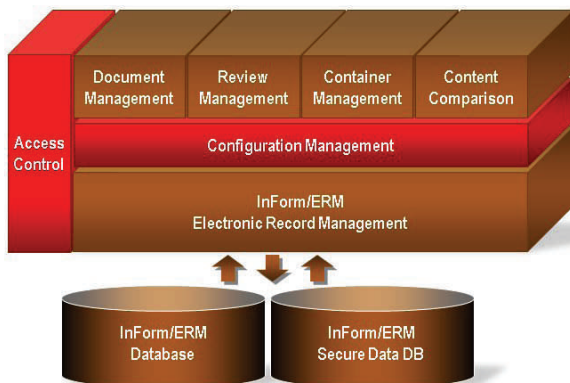 Access
Control
Document
Management
Review
Management
Container
Management
Content
Comparison
Configuration Management
InForm/ERM
Electronic Record Management
InForm/ERM
Database
InForm/ERM
Secure Data DB